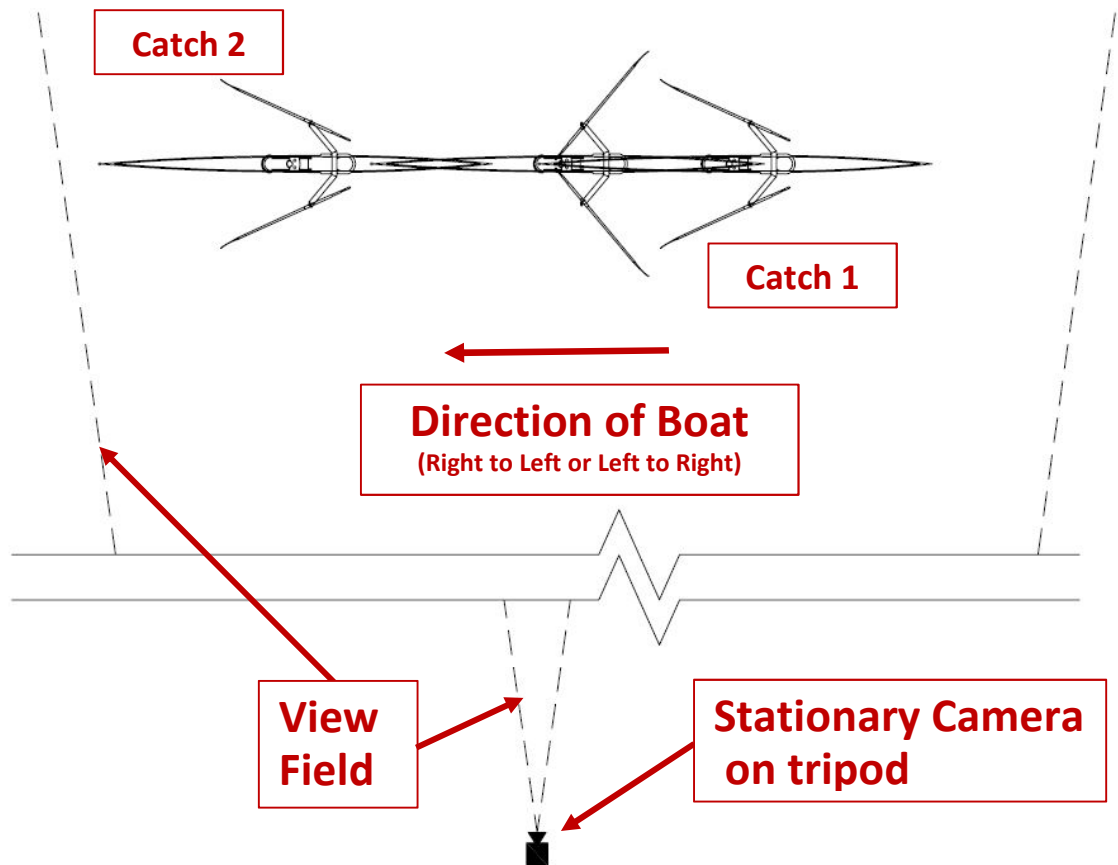 Catch 2
Catch 1
Direction of Boat
(Right to Left or Left to Right)
View
Field
Stationary Camera
on tripod